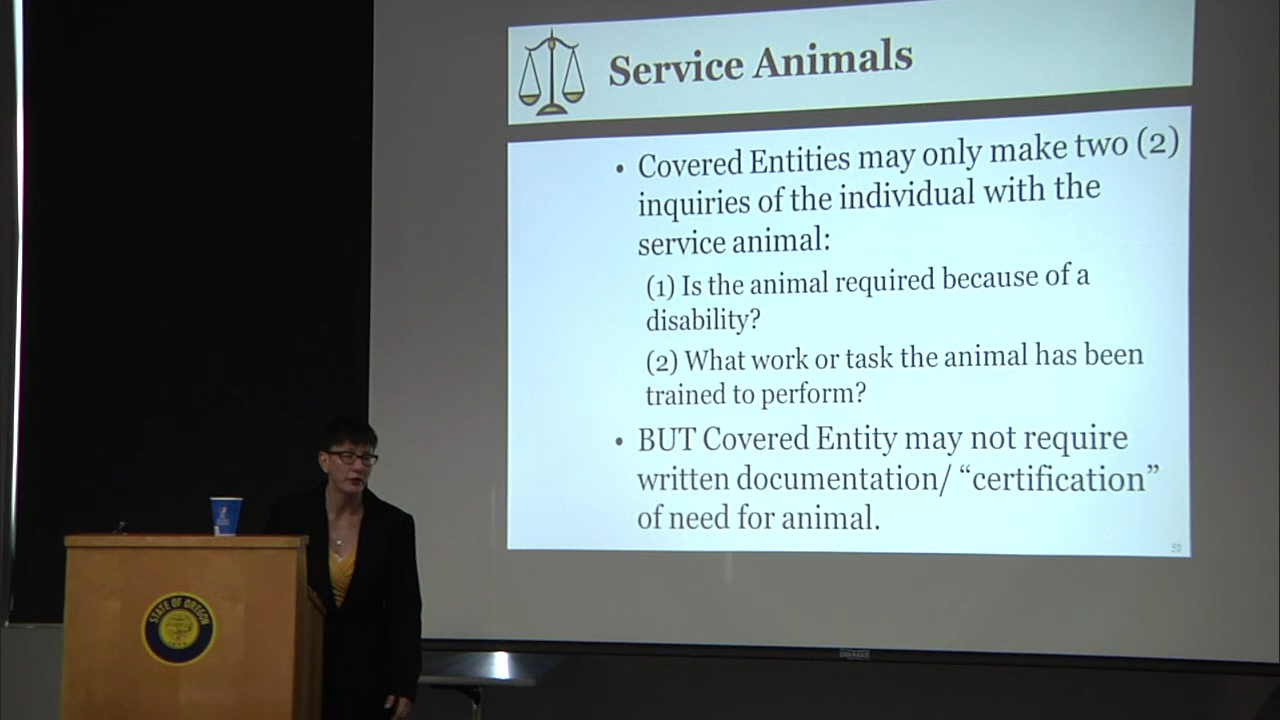 Service Animals
• Covered Entities may only make two (2)
inquiries of the individual with the
service animal:
(1) Is the animal required because of a
disability?
(2) What work or task the animal has been
trained to perform?
• BUT Covered Entity may not require
written documentation/ “certification”
of need for animal.
50
STATE OF OREGON